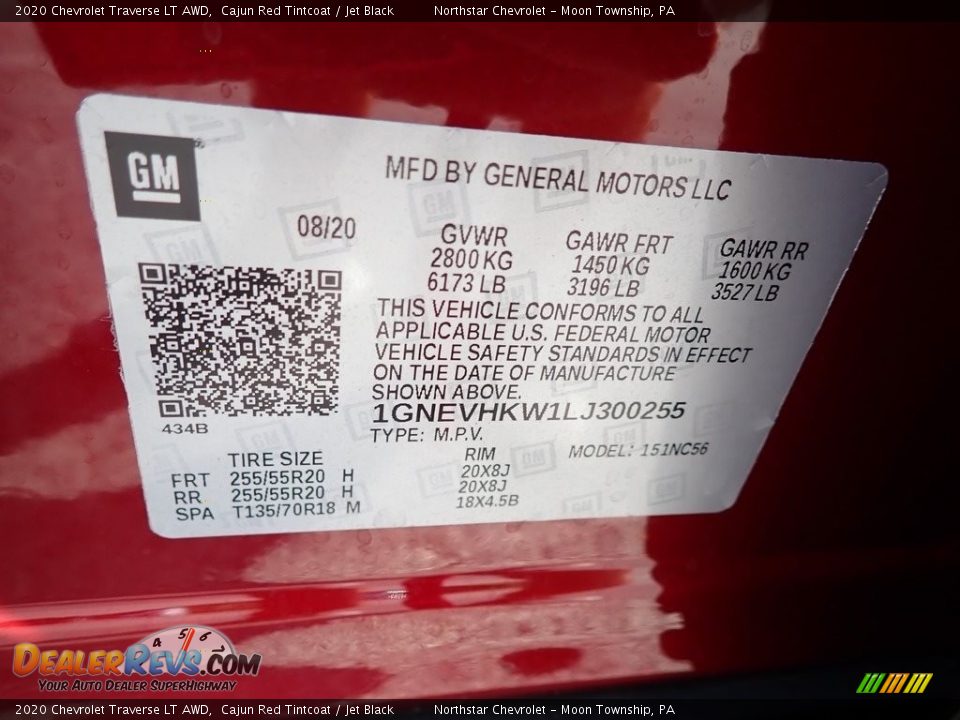 2020 Chevrolet Traverse LT AWD, Cajun Red Tintcoat / Jet Black Northstar Chevrolet - Moon Township, PA
GM
MFD BY GENERAL MOTORS LLC
08/20
GVWR GAWR FRT GAWR RR
2800 KG 1450 KG 1600 KG
6173 LB 3196 LB 3527 LB
THIS VEHICLE CONFORMS TO ALL
APPLICABLE U.S. FEDERAL MOTOR
VEHICLE SAFETY STANDARDS IN EFFECT
ON THE DATE OF MANUFACTURE
SHOWN ABOVE.
1GNEVHKW1LJ300255
434B
TYPE: M.P.V.
MODEL: 151NC56
TIRE SIZE RIM
FRT 255/55R20 H 20X8J
RR 255/55R20 H 20X8J
SPA T135/70R18 M 18X4.5B
4 5 6
DealerRevs.com
Your Auto Dealer SuperHighway
2020 Chevrolet Traverse LT AWD, Cajun Red Tintcoat / Jet Black Northstar Chevrolet - Moon Township, PA